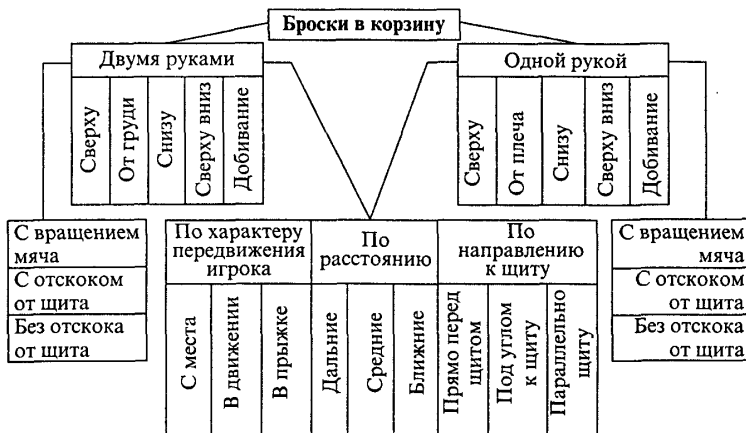 Броски в корзину
Двумя руками
Сверху
От груди
Снизу
Сверху вниз
Добивание
Одной рукой
Сверху
От плеча
Снизу
Сверху вниз
Добивание
С вращением
мяча
С отскоком
от щита
Без отскока
от щита
По характеру
передвижения
игрока
С места
В движении
В прыжке
По
расстоянию
Дальние
Средние
Ближние
По
направлению
к щиту
Прямо перед
щитом
Под углом
к щиту
Параллельно
щиту
С вращением
мяча
С отскоком
от щита
Без отскока
от щита